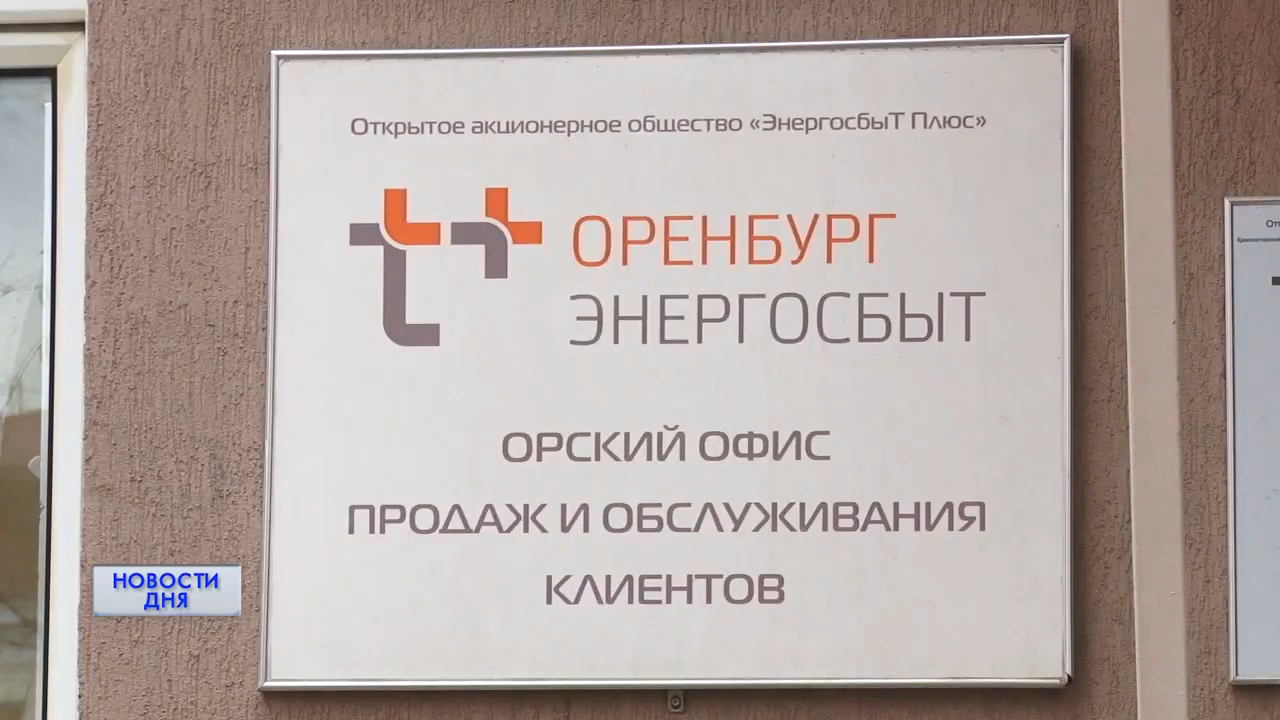 Открытое акционерное общество «ЭнергосбыТ Плюс»
ОРЕНБУРГ
ЭНЕРГОСБЫТ
ОРСКИЙ ОФИС
ПРОДАЖ И ОБСЛУЖИВАНИЯ
КЛИЕНТОВ
НОВОСТИ
ДНЯ